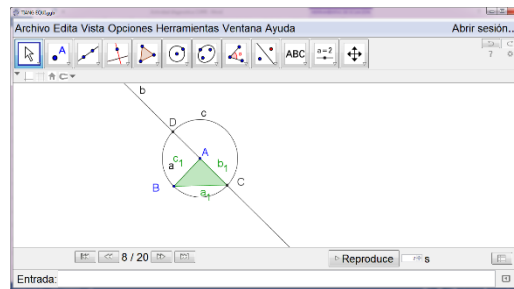 Archivo Edita Vista Opciones Herramientas Ventana Ayuda
Abrir sesión..
A
ABC
a=2
?
b
c
D
A
c1
a
b1
B
C
a1
8 / 20
Reproduce
s
Entrada: